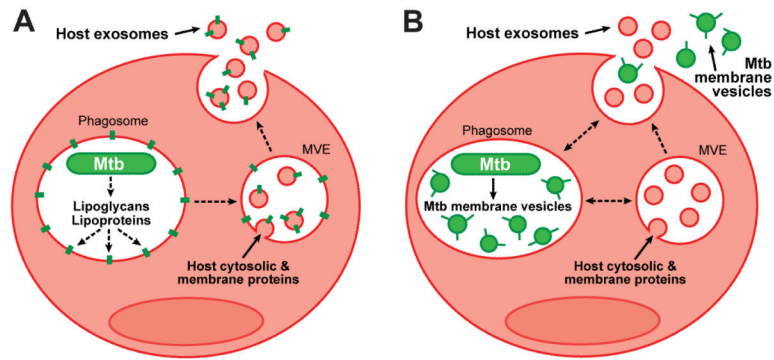 A
Host exosomes
Phagosome
Mtb
Lipoglycans
Lipoproteins
MVE
Host cytosolic &
membrane proteins
B
Host exosomes
Mtb
membrane
vesicles
Phagosome
Mtb
Mtb membrane vesicles
MVE
Host cytosolic &
membrane proteins